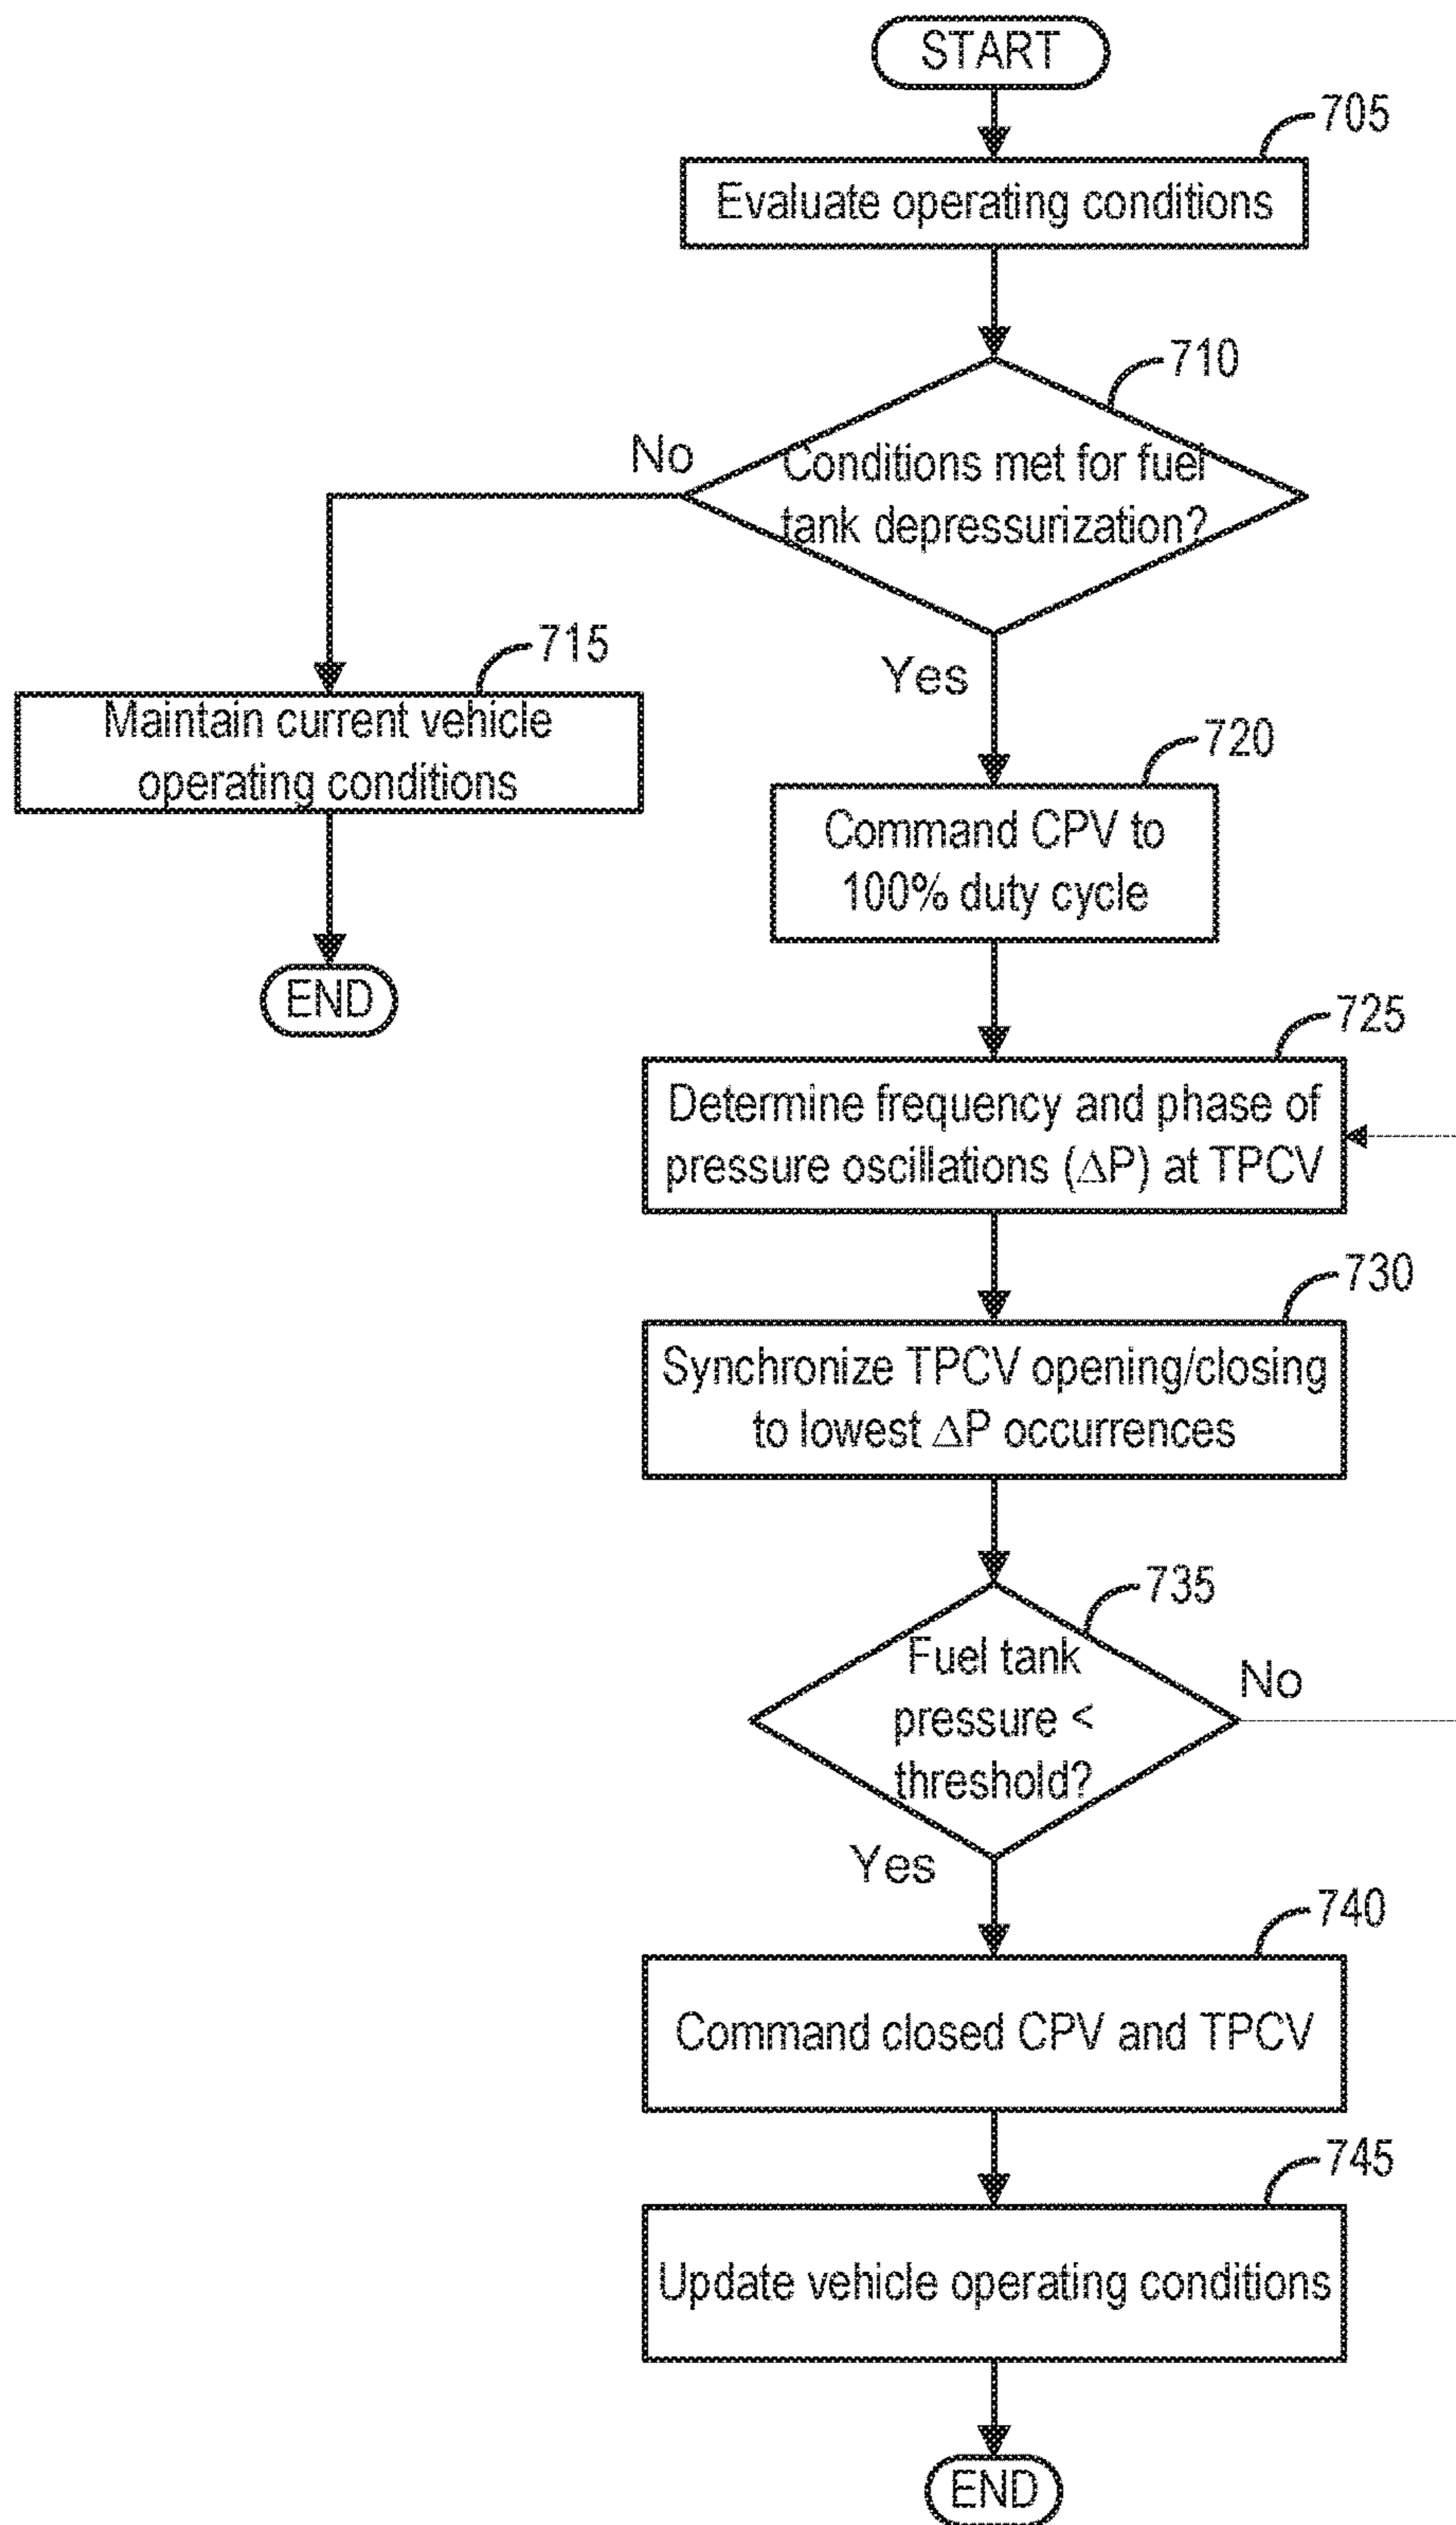 START
705
Evaluate operating conditions
710
No
Conditions met for fuel
tank depressurization?
715
Maintain current vehicle
operating conditions
END
Yes
720
Command CPV to
100% duty cycle
725
Determine frequency and phase of
pressure oscillations (ΔP) at TPCV
730
Synchronize TPCV opening/closing
to lowest ΔP occurrences
735
Fuel tank
pressure <
threshold?
No
Yes
740
Command closed CPV and TPCV
745
Update vehicle operating conditions
END